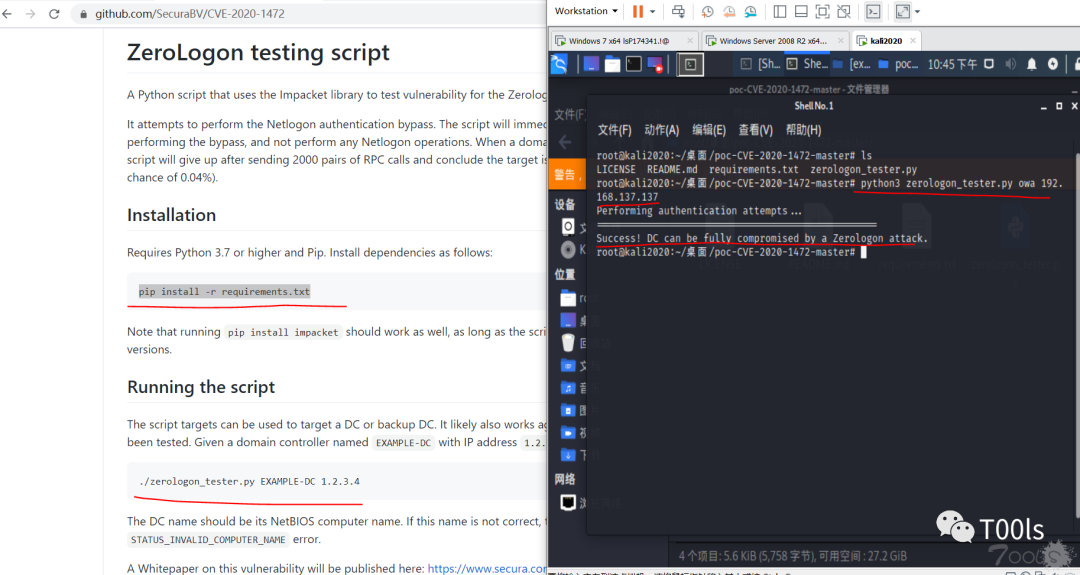 github.com/SecuraBV/CVE-2020-1472
ZeroLogon testing script
A Python script that uses the Impacket library to test vulnerability for the Zerolog
It attempts to perform the Netlogon authentication bypass. The script will immed
performing the bypass, and not perform any Netlogon operations. When a doma
script will give up after sending 2000 pairs of RPC calls and conclude the target is
chance of 0.04%).
Installation
Requires Python 3.7 or higher and Pip. Install dependencies as follows:
pip install -r requirements.txt
Note that running pip install impacket should work as well, as long as the scri
versions.
Running the script
The script targets can be used to target a DC or backup DC. It likely also works ag
been tested. Given a domain controller named EXAMPLE-DC with IP address 1.2.
./zerologon_tester.py EXAMPLE-DC 1.2.3.4
The DC name should be its NetBIOS computer name. If this name is not correct, t
STATUS_INVALID_COMPUTER_NAME error.
A Whitepaper on this vulnerability will be published here: https://www.secura.co
Workstation
Windows 7 x64 IsP174341.!@
Windows Server 2008 R2 x64...
kali2020
[Sh...
She...
[ex...
poc...
10:45 下午
poc-CVE-2020-1472-master - 文件管理器
文件(F)
警告，
设备
位置
网络
Shell No.1
文件(F) 动作(A) 编辑(E) 查看(V) 帮助(H)
root@kali2020:~/桌面/poc-CVE-2020-1472-master# ls
LICENSE README.md requirements.txt zerologon_tester.py
root@kali2020:~/桌面/poc-CVE-2020-1472-master# python3 zerologon_tester.py owa 192.
168.137.137
Performing authentication attempts...
Success! DC can be fully compromised by a Zerologon attack.
root@kali2020:~/桌面/poc-CVE-2020-1472-master#
T00ls
4 个项目: 5.6 KiB (5,758 字节), 可用空间: 27.2 GiB